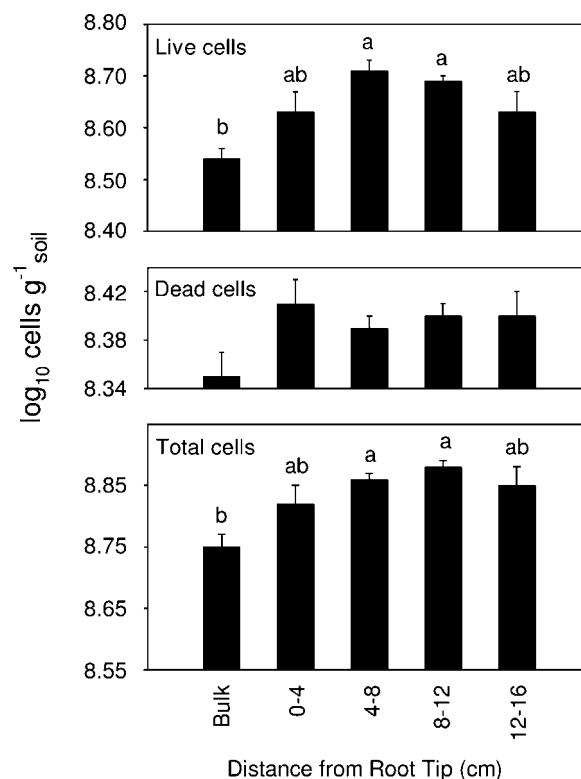 8.80
Live cells
a
a
ab
ab
8.70
b
8.60
8.50
8.40
Dead cells
8.42
8.38
8.34
Total cells
a
a
ab
ab
8.85
b
8.75
8.65
8.55
log10 cells g-1 soil
Bulk
0-4
4-8
8-12
12-16
Distance from Root Tip (cm)